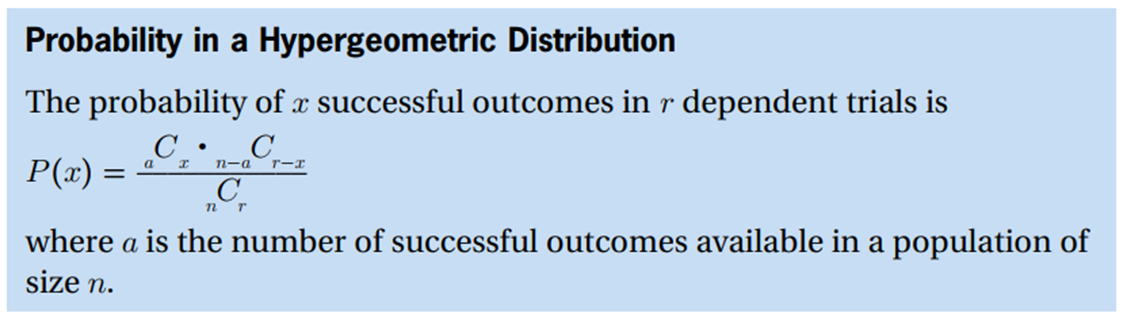 Probability in a Hypergeometric Distribution
The probability of x successful outcomes in r dependent trials is
P(x) = \frac{{}_{a}C_{x} \cdot {}_{n-a}C_{r-x}}{{}_{n}C_{r}}
where a is the number of successful outcomes available in a population of
size n.